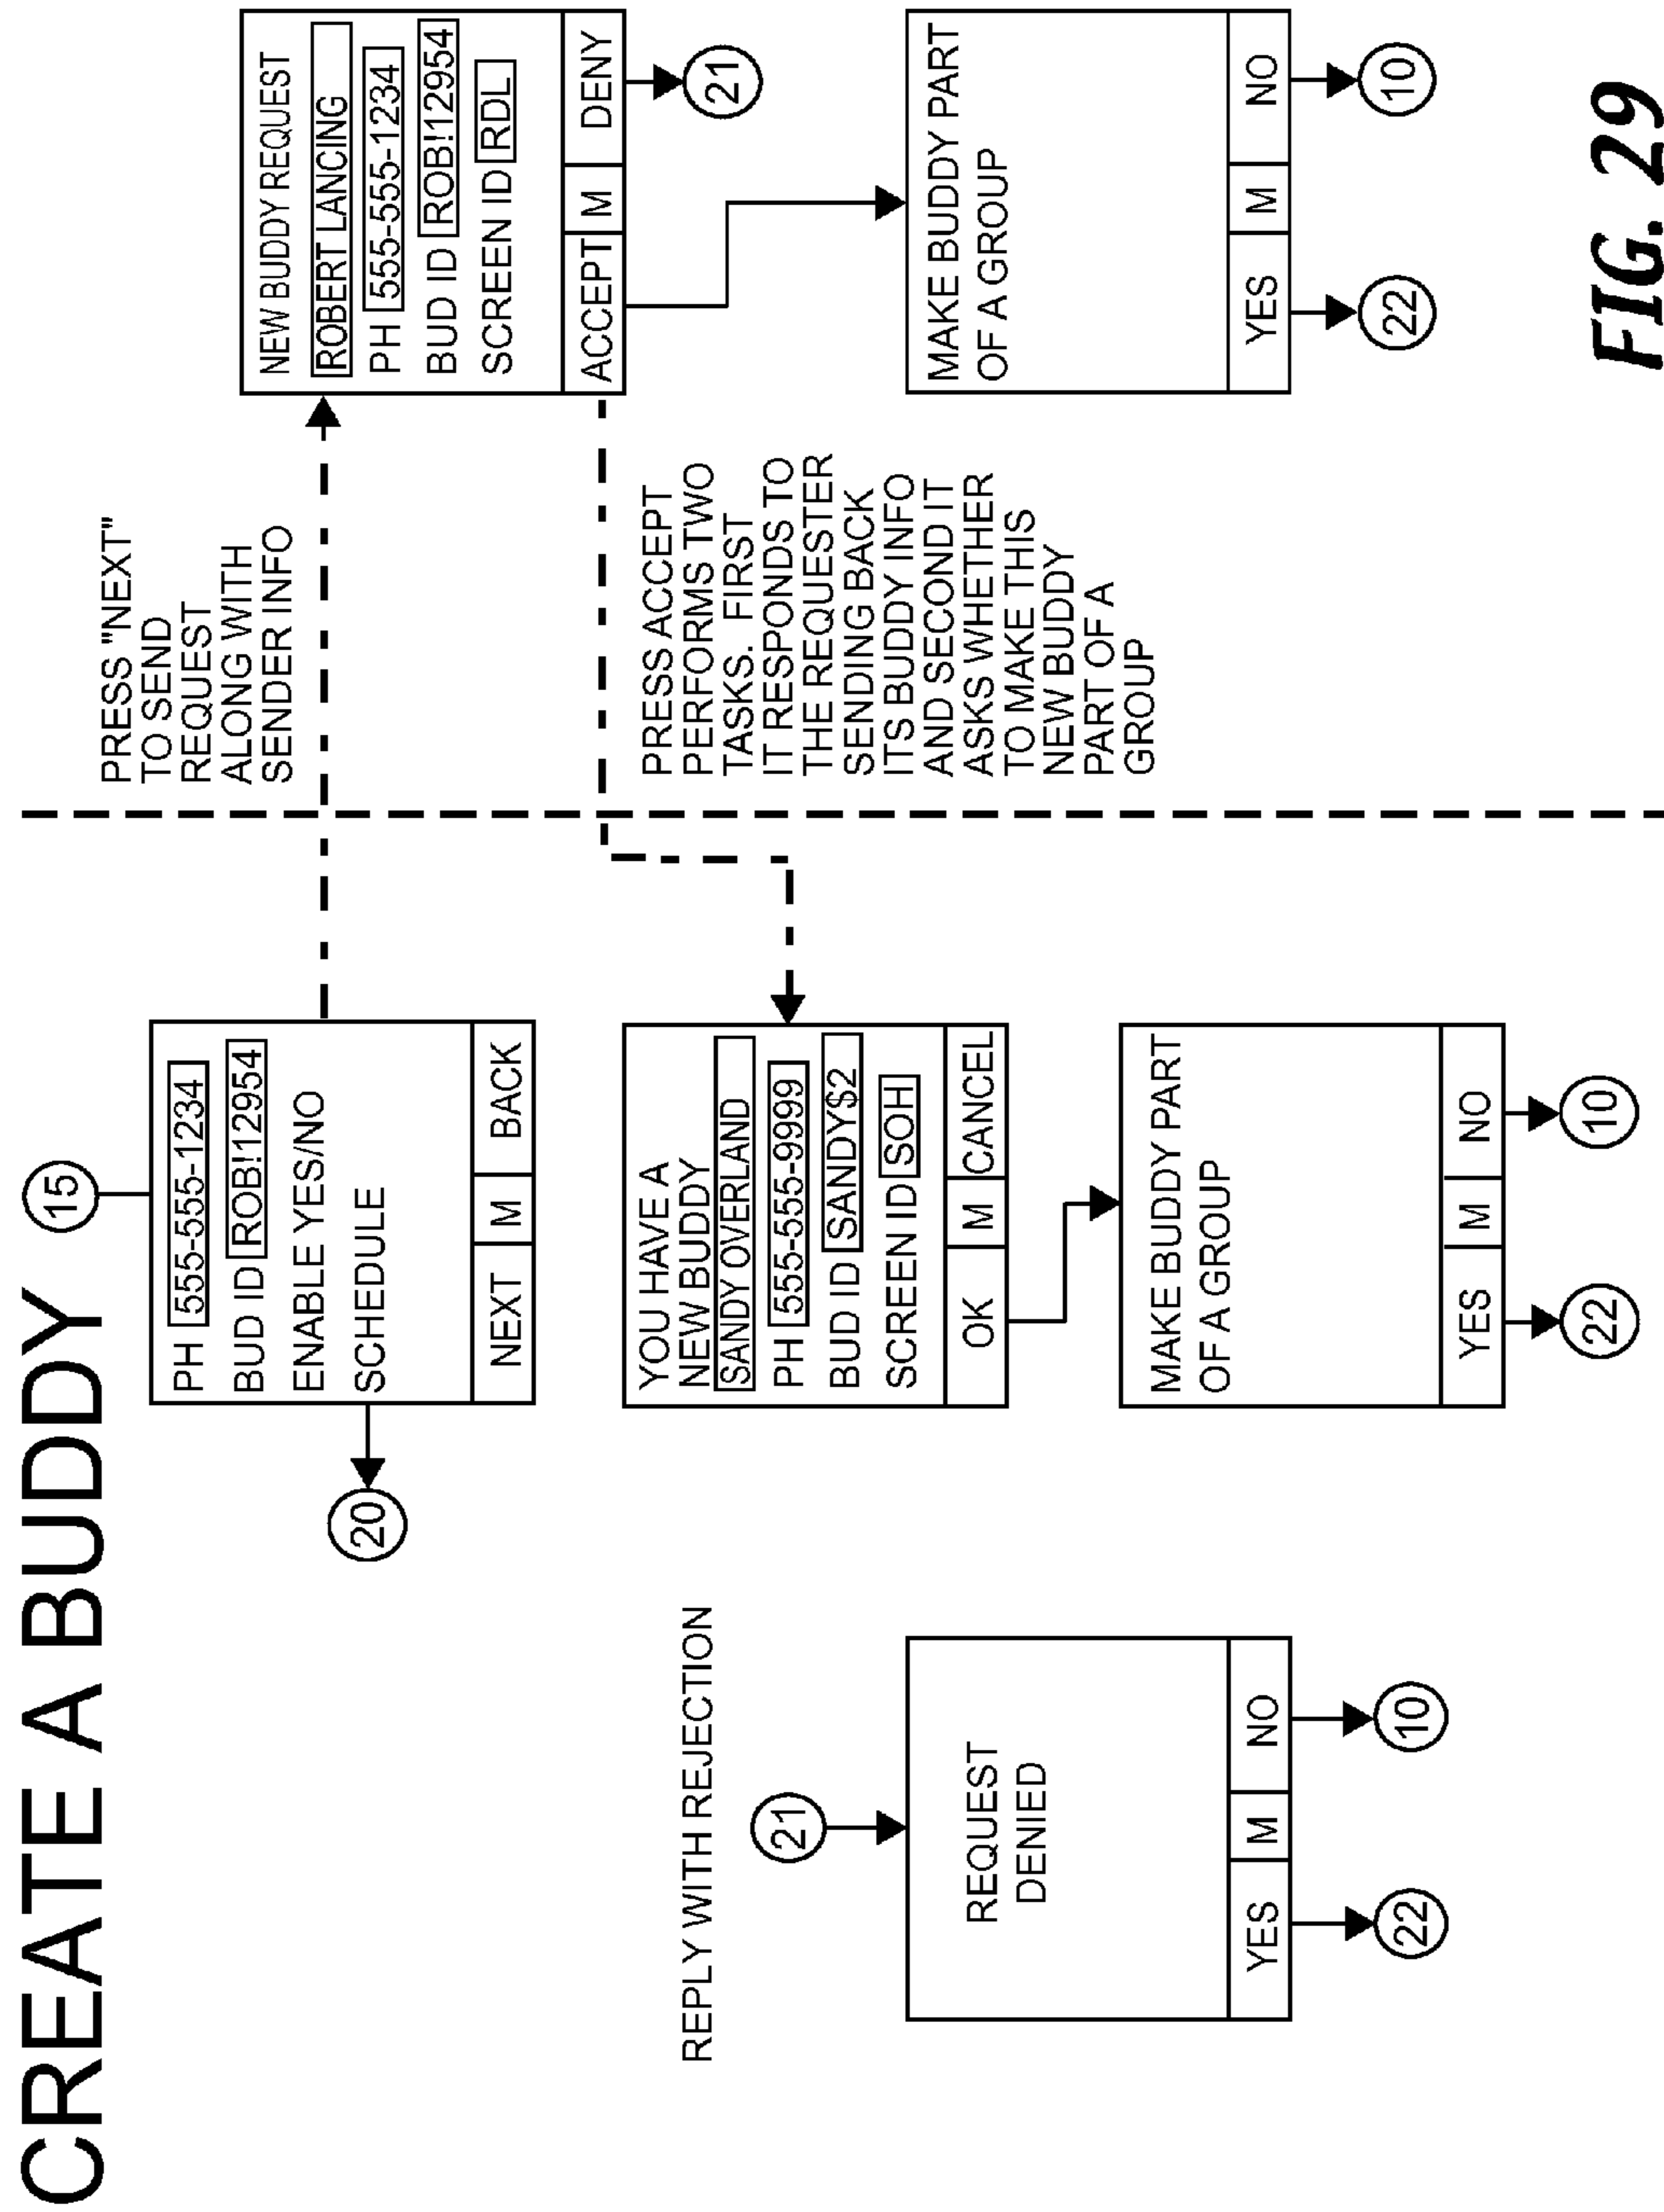 CREATE A BUDDY
15
PH 555-555-1234
BUD ID ROB!12954
ENABLE YES/NO
SCHEDULE
NEXT M BACK
20
PRESS "NEXT"
TO SEND
REQUEST
ALONG WITH
SENDER INFO
NEW BUDDY REQUEST
ROBERT LANCING
PH 555-555-1234
BUD ID ROB!12954
SCREEN ID RDL
ACCEPT M DENY
21
PRESS ACCEPT
PERFORMS TWO
TASKS. FIRST
IT RESPONDS TO
THE REQUESTER
SENDING BACK
ITS BUDDY INFO
AND SECOND IT
ASKS WHETHER
TO MAKE THIS
NEW BUDDY
PART OF A
GROUP
YOU HAVE A
NEW BUDDY
SANDY OVERLAND
PH 555-555-9999
BUD ID SANDY$2
SCREEN ID SOH
OK M CANCEL
MAKE BUDDY PART
OF A GROUP
YES M NO
22 10
MAKE BUDDY PART
OF A GROUP
YES M NO
22 10
REPLY WITH REJECTION
21
REQUEST
DENIED
YES M NO
22 10
FIG. 29